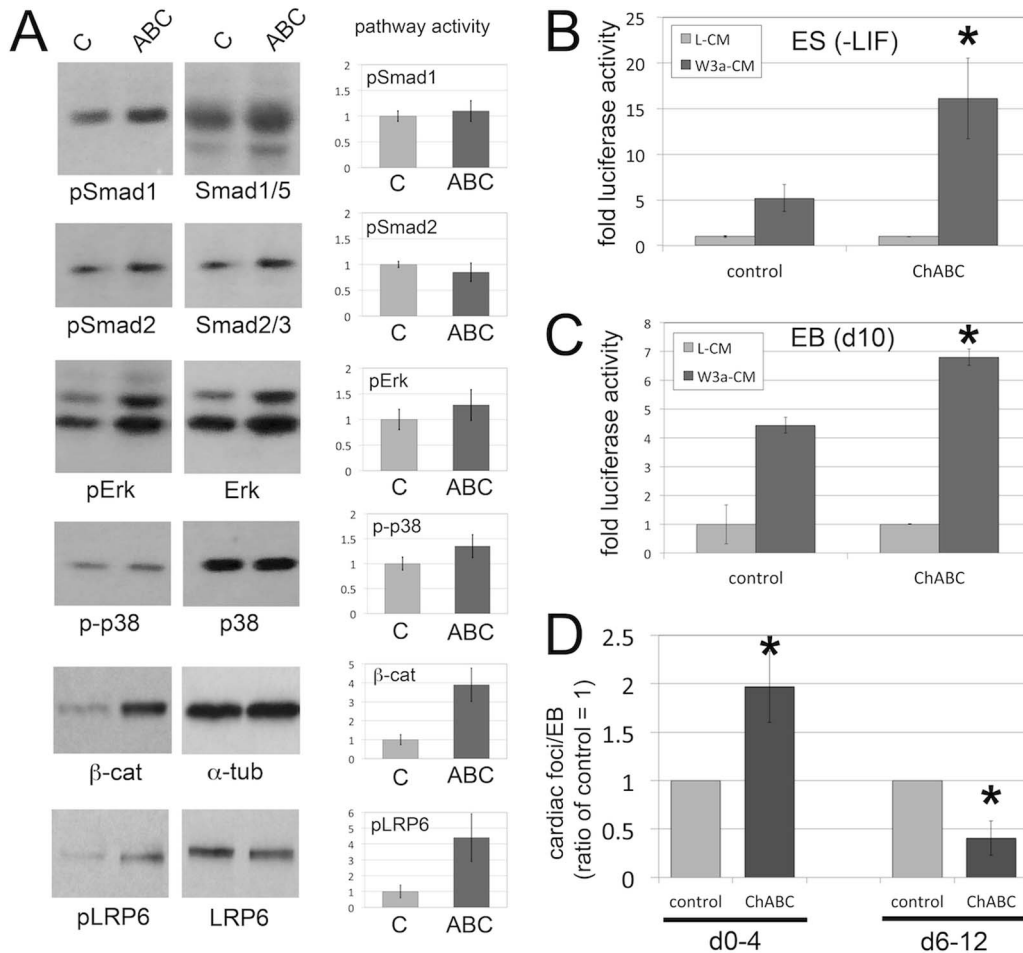 A
C
ABC
C
ABC
pathway activity
pSmad1
Smad1/5
pSmad1
2
1.5
1
0.5
0
C
ABC
pSmad2
Smad2/3
pSmad2
2
1.5
1
0.5
0
C
ABC
pErk
Erk
pErk
2
1.5
1
0.5
0
C
ABC
p-p38
p38
p-p38
2
1.5
1
0.5
0
C
ABC
β-cat
α-tub
β-cat
5
4
3
2
1
0
C
ABC
pLRP6
LRP6
pLRP6
6
5
4
3
2
1
0
C
ABC
B
ES (-LIF)
L-CM
W3a-CM
*
fold luciferase activity
25
20
15
10
5
0
control
ChABC
C
EB (d10)
L-CM
W3a-CM
*
fold luciferase activity
8
7
6
5
4
3
2
1
0
control
ChABC
D
cardiac foci/EB
(ratio of control = 1)
2.5
2
1
0.5
0
*
*
control
ChABC
control
ChABC
d0-4
d6-12